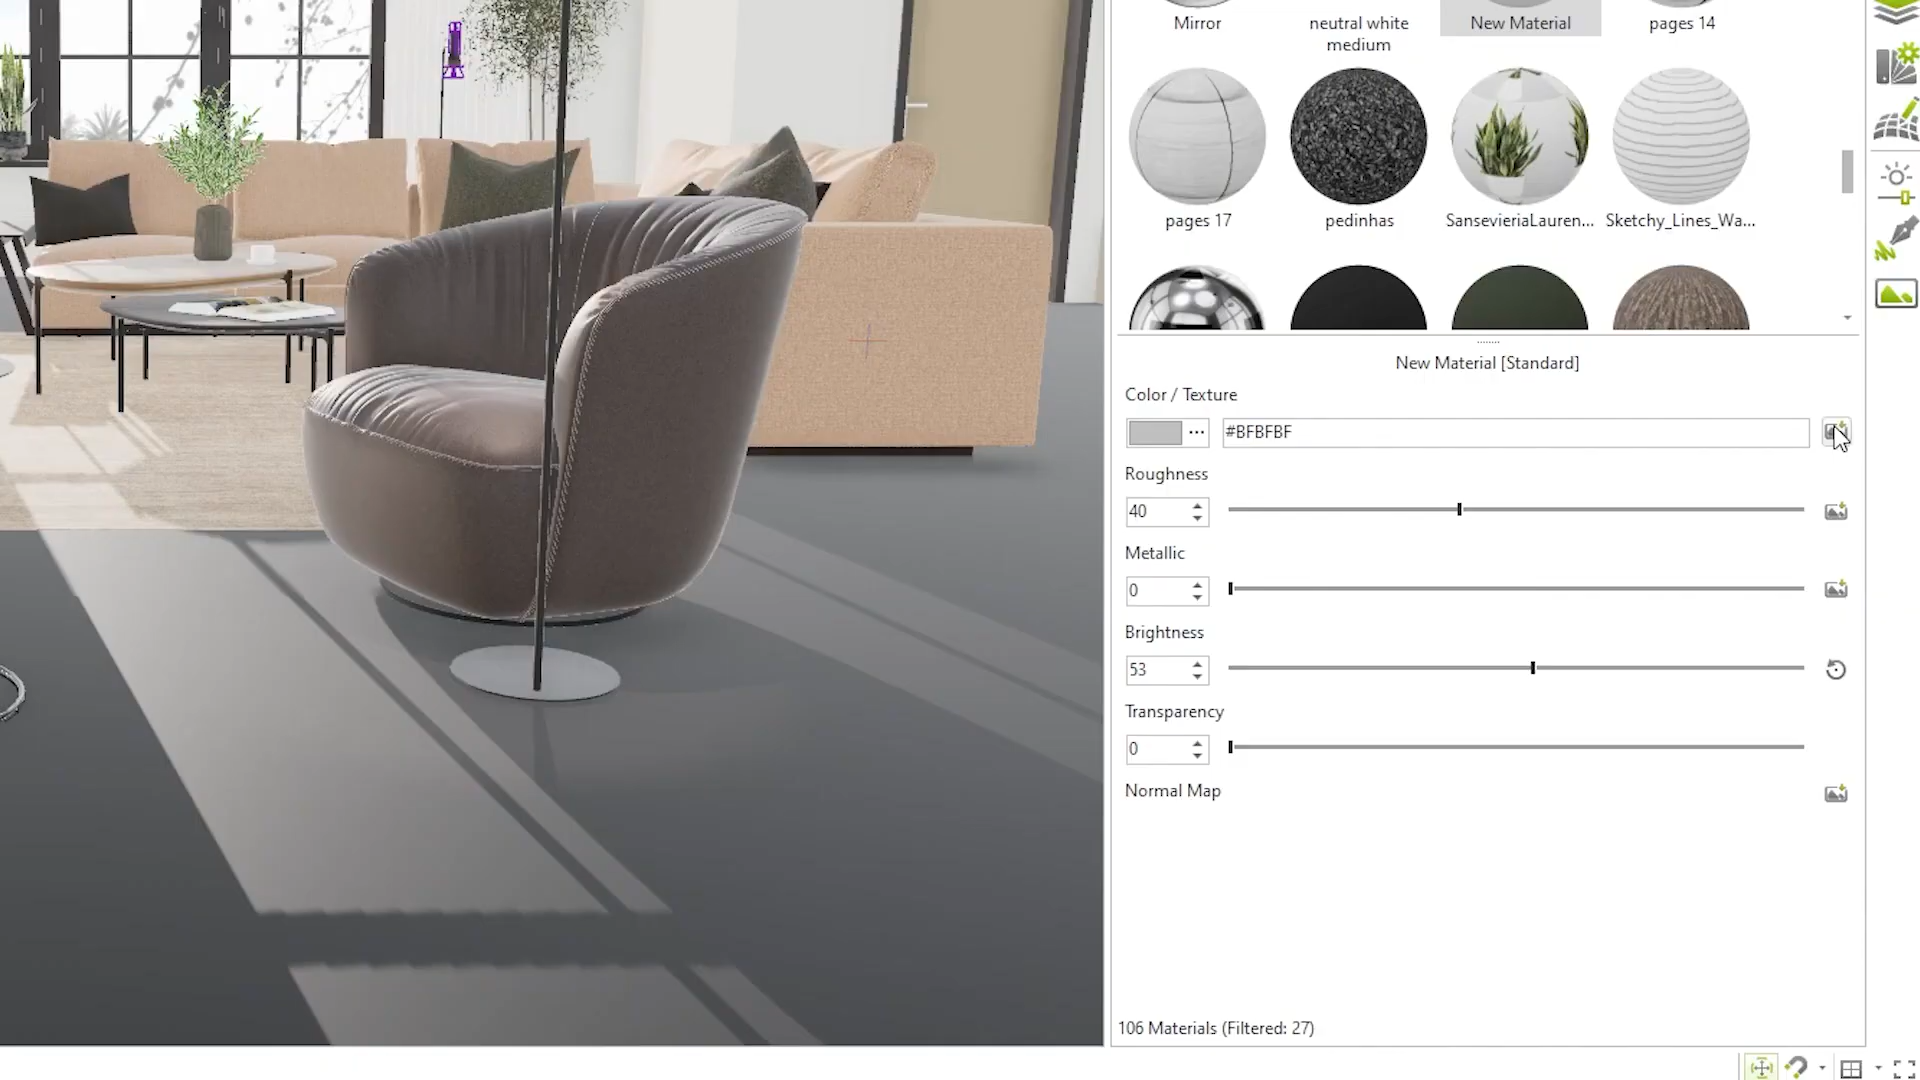 Mirror
neutral white
medium
New Material
pages 14
pages 17
pedinhas
SansevieriaLauren...
Sketchy_Lines_Wa...
New Material [Standard]
Color / Texture
#BFBFBF
Roughness
40
Metallic
0
Brightness
53
Transparency
0
Normal Map
106 Materials (Filtered: 27)